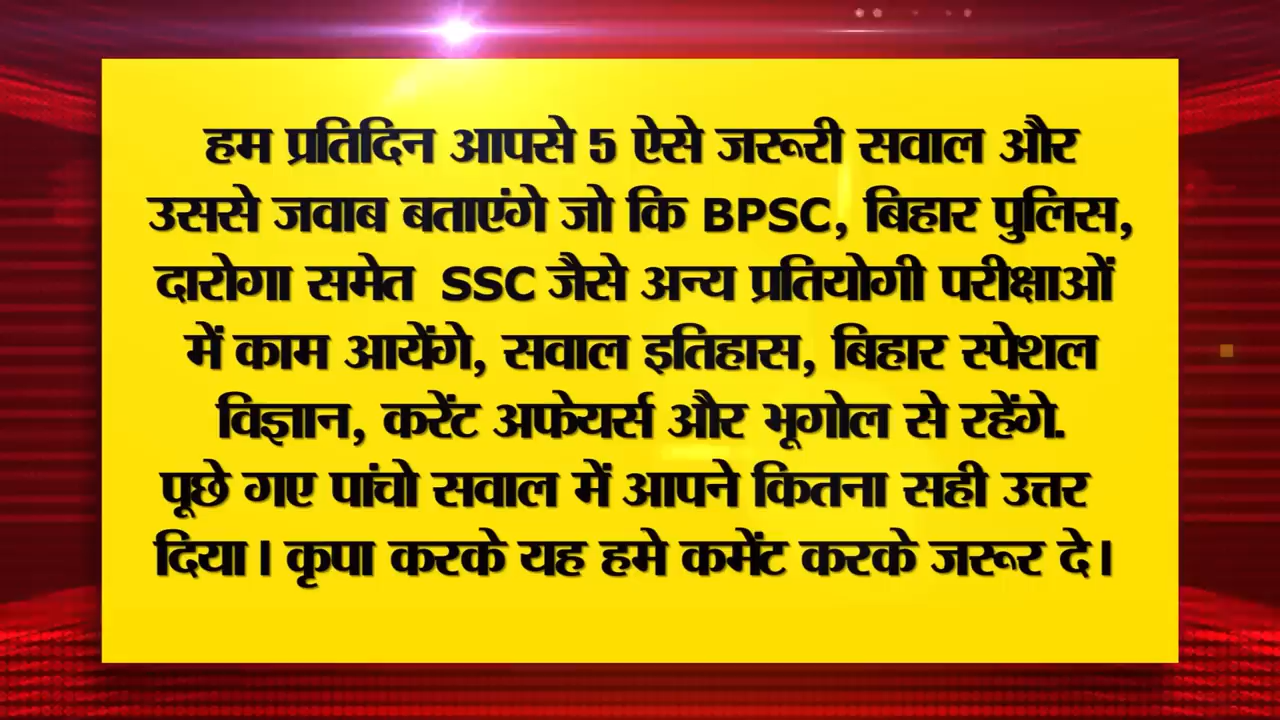 हम प्रतिदिन आपसे 5 ऐसे जरूरी सवाल और
उससे जवाब बताएंगे जो कि BPSC, बिहार पुलिस,
दारोगा समेत SSC जैसे अन्य प्रतियोगी परीक्षाओं
में काम आयेंगे, सवाल इतिहास, बिहार स्पेशल
विज्ञान, करेंट अफेयर्स और भूगोल से रहेंगे.
पूछे गए पांचो सवाल में आपने कितना सही उत्तर
दिया। कृपा करके यह हमे कमेंट करके जरूर दे।